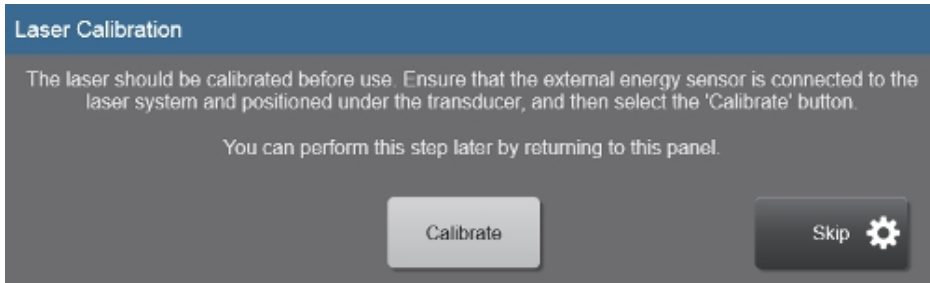 Laser Calibration
The laser should be calibrated before use. Ensure that the external energy sensor is connected to the
laser system and positioned under the transducer, and then select the 'Calibrate' button.
You can perform this step later by returning to this panel.
Calibrate
Skip